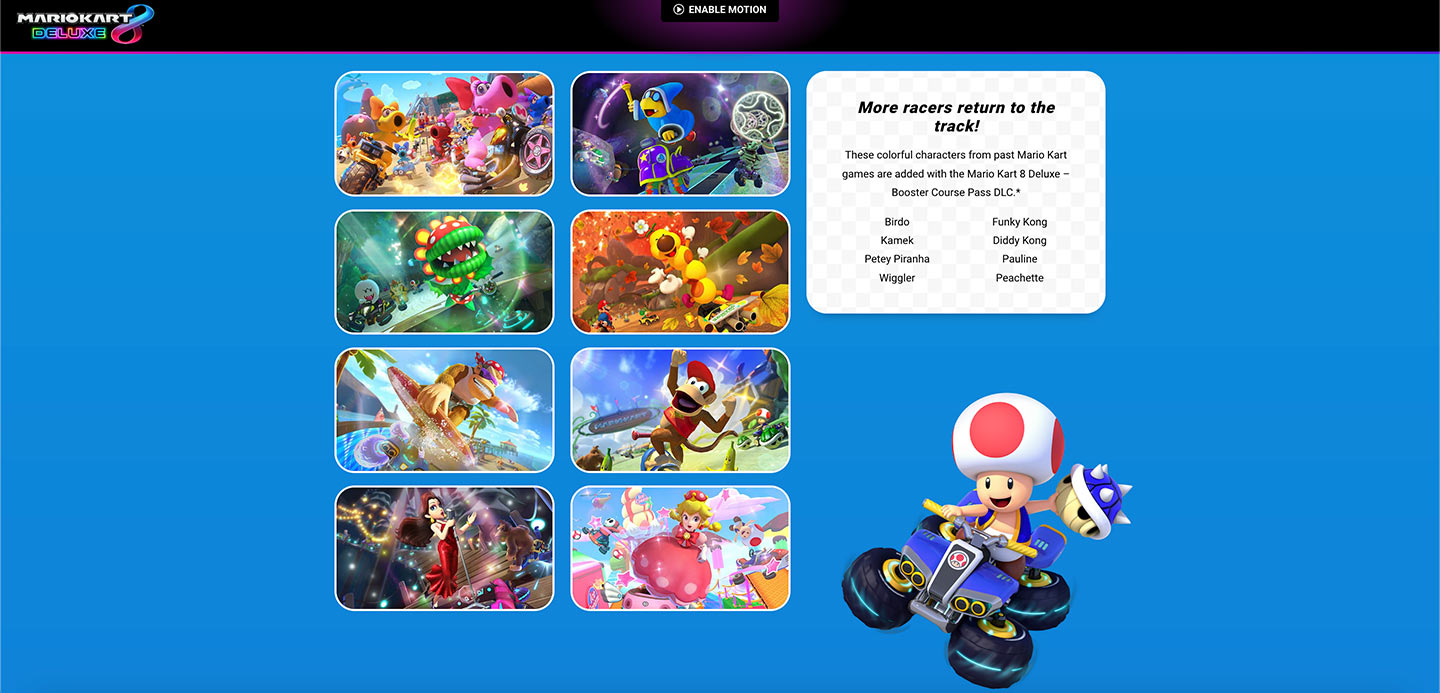 MARIOKART 8
DELUXE
ENABLE MOTION
More racers return to the
track!
These colorful characters from past Mario Kart
games are added with the Mario Kart 8 Deluxe –
Booster Course Pass DLC.*
Birdo
Kamek
Petey Piranha
Wiggler
Funky Kong
Diddy Kong
Pauline
Peachette
MARIOKART